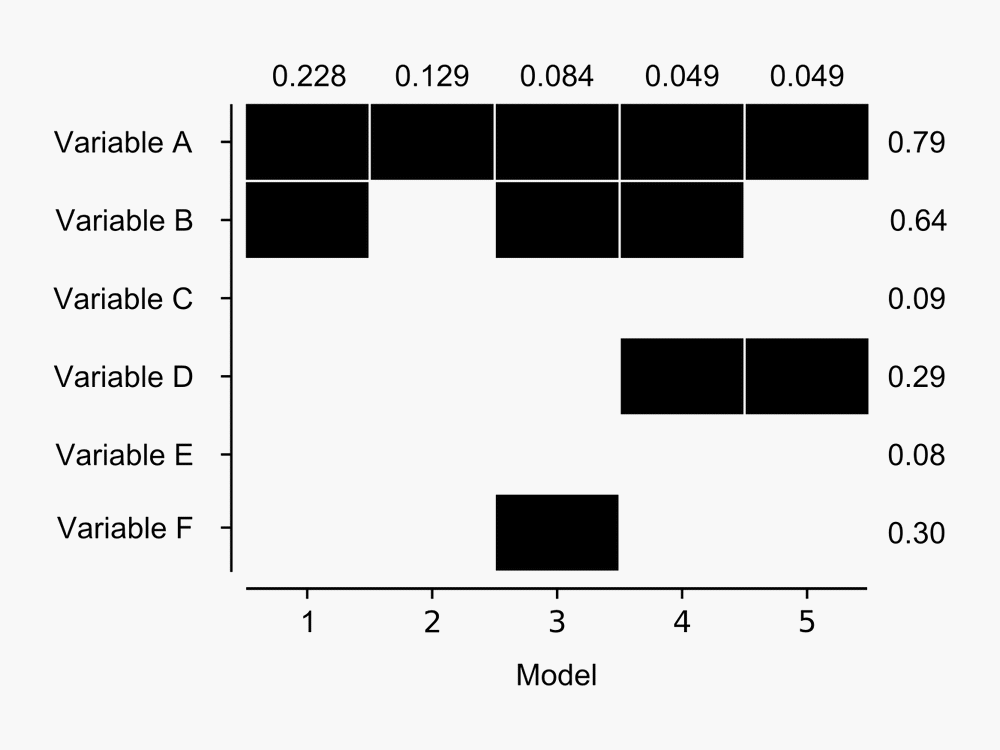 0.228 0.129 0.084 0.049 0.049
Variable A 0.79
Variable B 0.64
Variable C 0.09
Variable D 0.29
Variable E 0.08
Variable F 0.30
1 2 3 4 5
Model